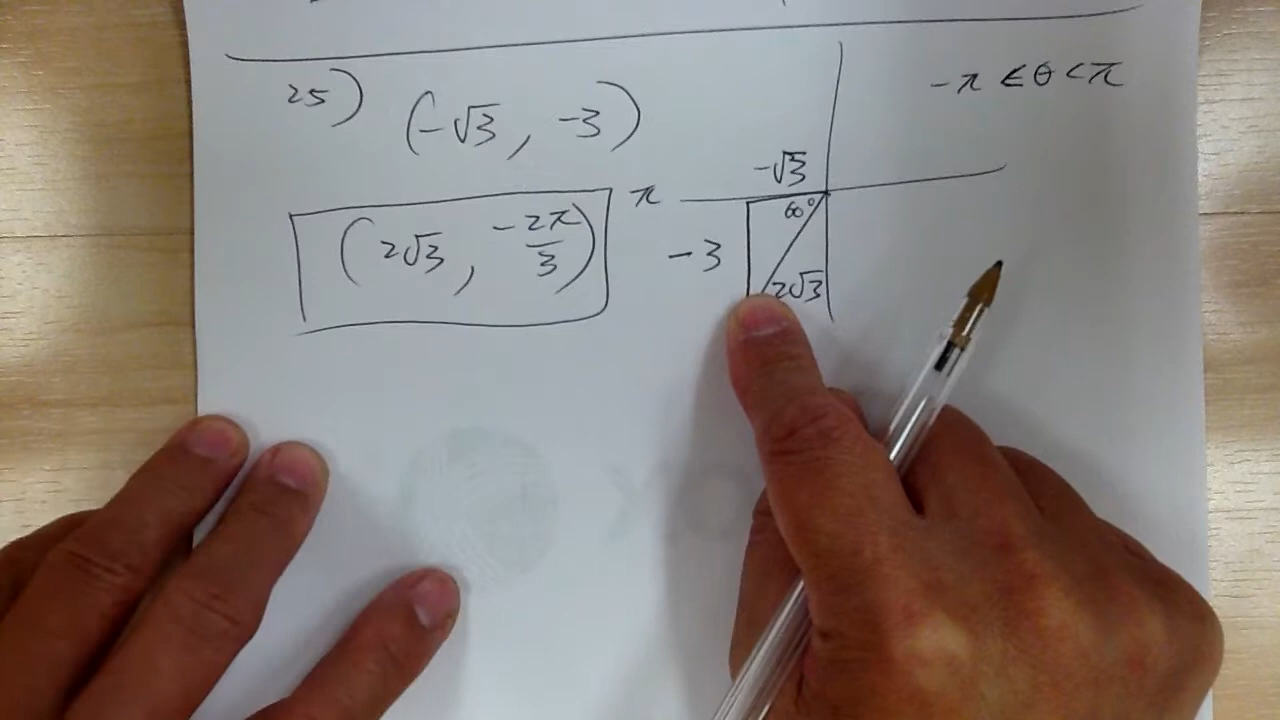 25) (-√3, -3)
-π ≤ θ < π
-√3
π
60°
(2√3, -2π/3)
-3
2√3